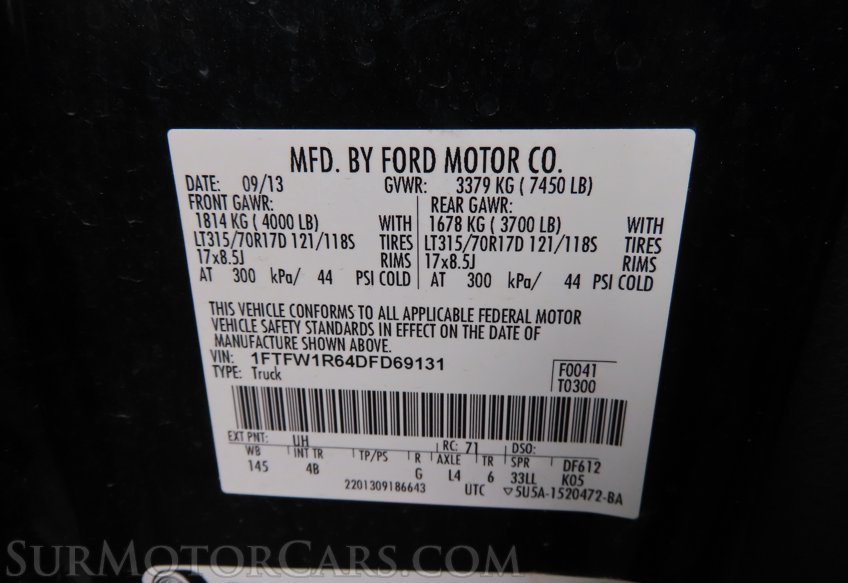 MFD. BY FORD MOTOR CO.
DATE: 09/13 GVWR: 3379 KG ( 7450 LB)
FRONT GAWR: REAR GAWR:
1814 KG ( 4000 LB) WITH 1678 KG ( 3700 LB) WITH
LT315/70R17D 121/118S TIRES LT315/70R17D 121/118S TIRES
17x8.5J RIMS 17x8.5J RIMS
AT 300 kPa/ 44 PSI COLD AT 300 kPa/ 44 PSI COLD
THIS VEHICLE CONFORMS TO ALL APPLICABLE FEDERAL MOTOR
VEHICLE SAFETY STANDARDS IN EFFECT ON THE DATE OF
MANUFACTURE SHOWN ABOVE.
VIN: 1FTFW1R64DFD69131
TYPE: Truck
F0041
T0300
EXT PNT: UH RC: 71 DSO:
WB INT TR TP/PS R AXLE TR SPR DF612
145 4B G L4 6 33LL K05
2201309186643 UTC ▽5U5A-1520472-BA
SURMOTORCARS.COM